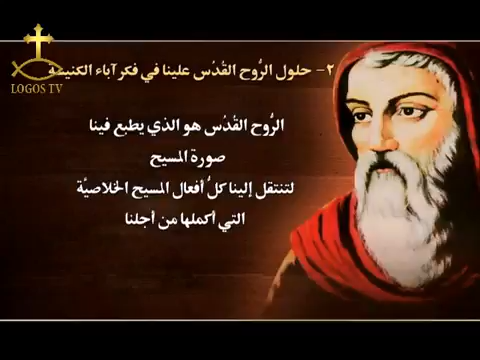 ٢- حلول الرُّوح القُدُس علينا في فكر آباء الكنيسة
LOGOS TV
الرُّوح القُدُس هو الذي يطبع فينا
صورة المسيح
لتنتقل إلينا كلُّ أفعال المسيح الخلاصيَّة
التي أكملها من أجلنا